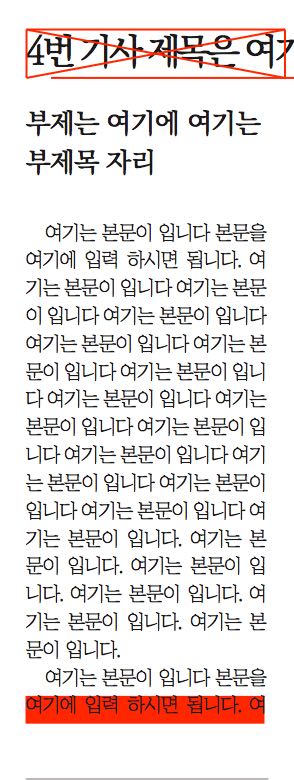 4번 기사 제목은 여기
부제는 여기에 여기는
부제목 자리
여기는 본문이 입니다 본문을
여기에 입력 하시면 됩니다. 여
기는 본문이 입니다 여기는 본문
이 입니다 여기는 본문이 입니다
여기는 본문이 입니다 여기는 본
문이 입니다 여기는 본문이 입니
다 여기는 본문이 입니다 여기는
본문이 입니다 여기는 본문이 입
니다 여기는 본문이 입니다 여기
는 본문이 입니다 여기는 본문이
입니다 여기는 본문이 입니다 여
기는 본문이 입니다. 여기는 본
문이 입니다. 여기는 본문이 입
니다. 여기는 본문이 입니다. 여
기는 본문이 입니다. 여기는 본
문이 입니다.
여기는 본문이 입니다 본문을
여기에 입력 하시면 됩니다. 여